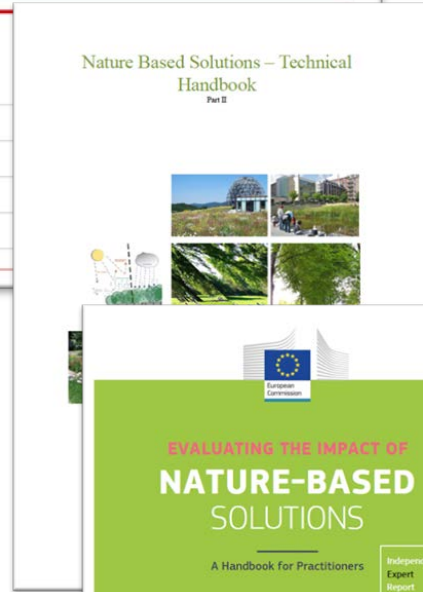 Nature Based Solutions – Technical
Handbook
Part II
European
Commission
EVALUATING THE IMPACT OF
NATURE-BASED
SOLUTIONS
A Handbook for Practitioners
Expert
Report